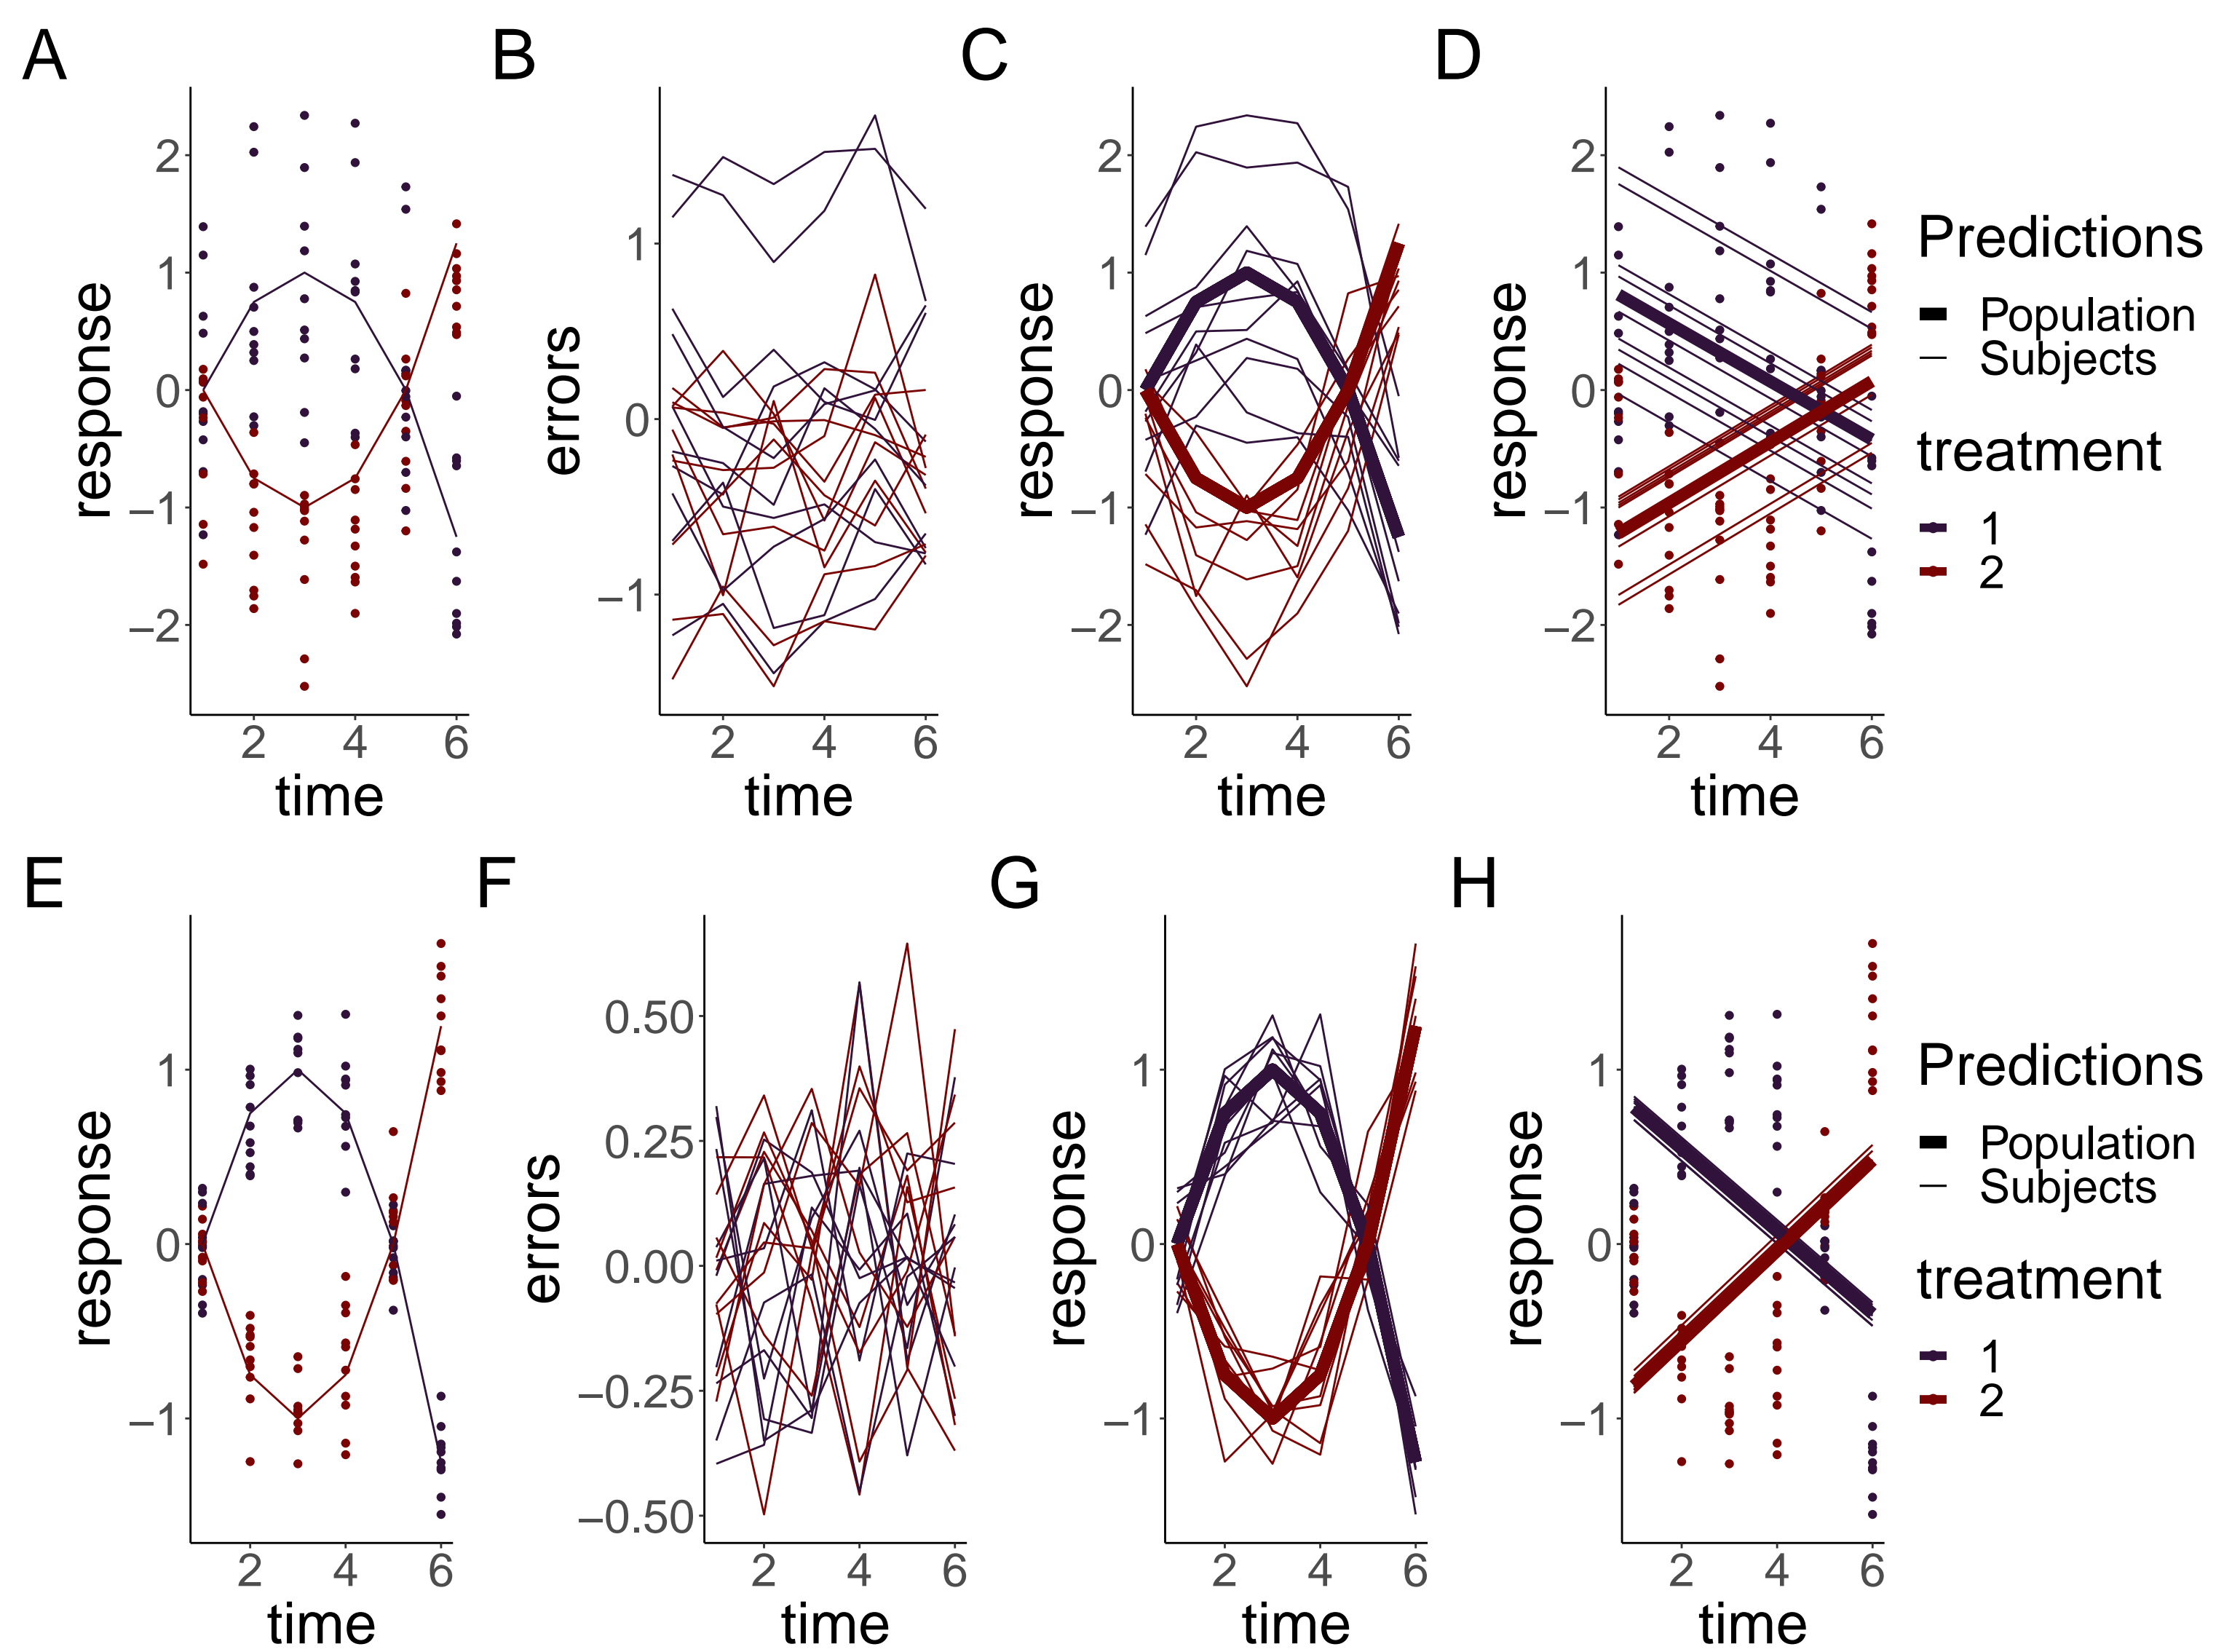 A
B
C
D
response
2
1
0
−1
−2
2
4
6
time
errors
1
0
−1
2
4
6
time
response
2
1
0
−1
−2
2
4
6
time
response
2
1
0
−1
−2
2
4
6
time
Predictions
Population
Subjects
treatment
1
2
E
F
G
H
response
1
0
−1
2
4
6
time
errors
0.50
0.25
0.00
−0.25
−0.50
2
4
6
time
response
1
0
−1
2
4
6
time
response
1
0
−1
2
4
6
time
Predictions
Population
Subjects
treatment
1
2